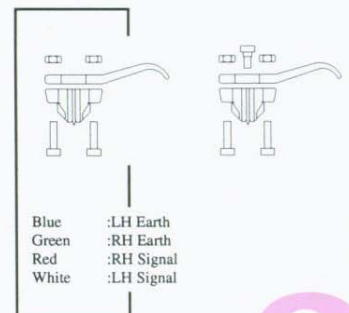 Blue :LH Earth
Green :RH Earth
Red :RH Signal
White :LH Signal